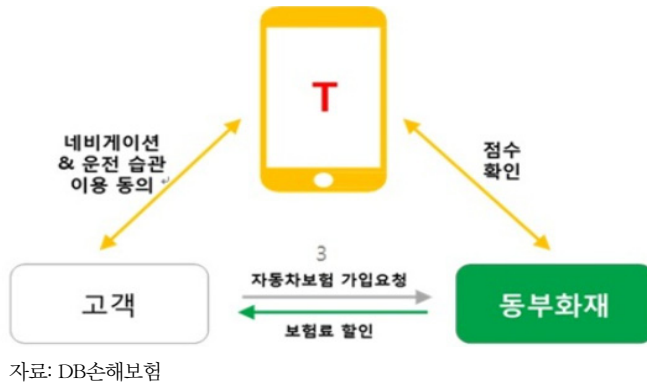 T
네비게이션
& 운전 습관
이용 동의
점수
확인
3
자동차보험 가입요청
고객
동부화재
보험료 할인
자료: DB손해보험